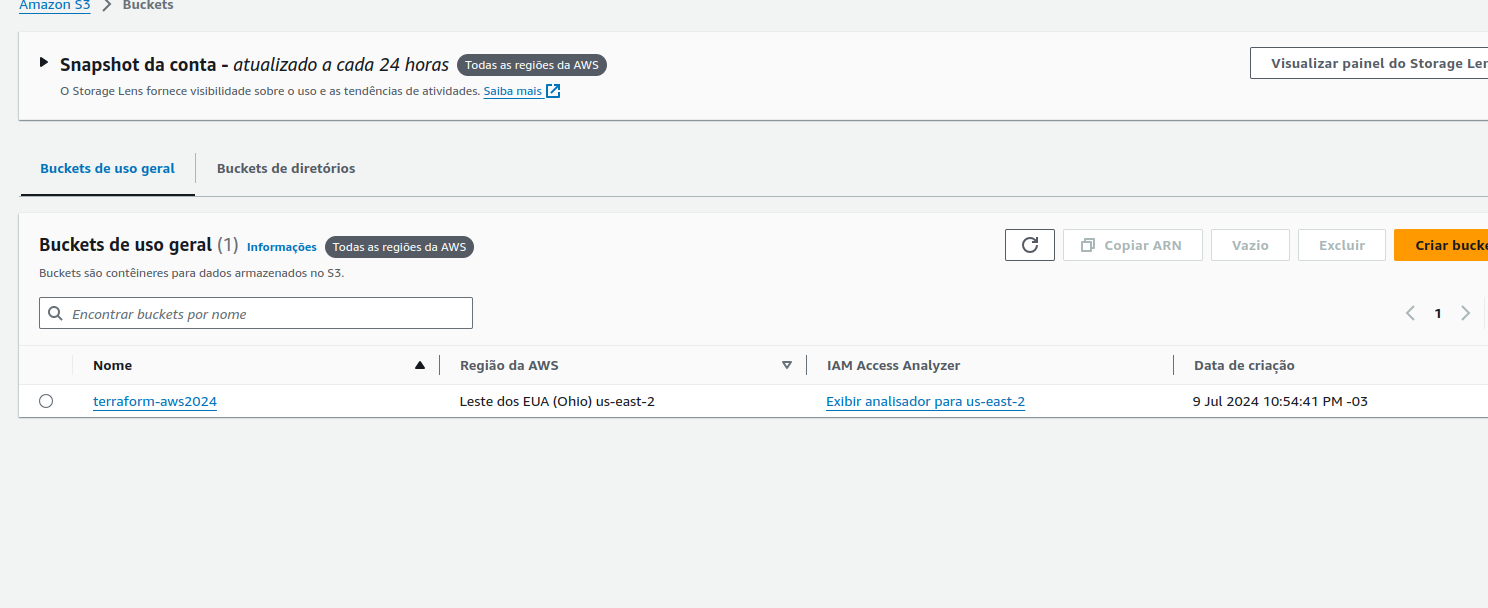 Amazon S3 > Buckets
Snapshot da conta - atualizado a cada 24 horas Todas as regiões da AWS
Visualizar painel do Storage Len
O Storage Lens fornece visibilidade sobre o uso e as tendências de atividades. Saiba mais
Buckets de uso geral
Buckets de diretórios
Buckets de uso geral (1) Informações Todas as regiões da AWS
Copiar ARN
Vazio
Excluir
Criar bucke
Buckets são contêineres para dados armazenados no S3.
Encontrar buckets por nome
1
Nome Região da AWS IAM Access Analyzer Data de criação
terraform-aws2024 Leste dos EUA (Ohio) us-east-2 Exibir analisador para us-east-2 9 Jul 2024 10:54:41 PM -03